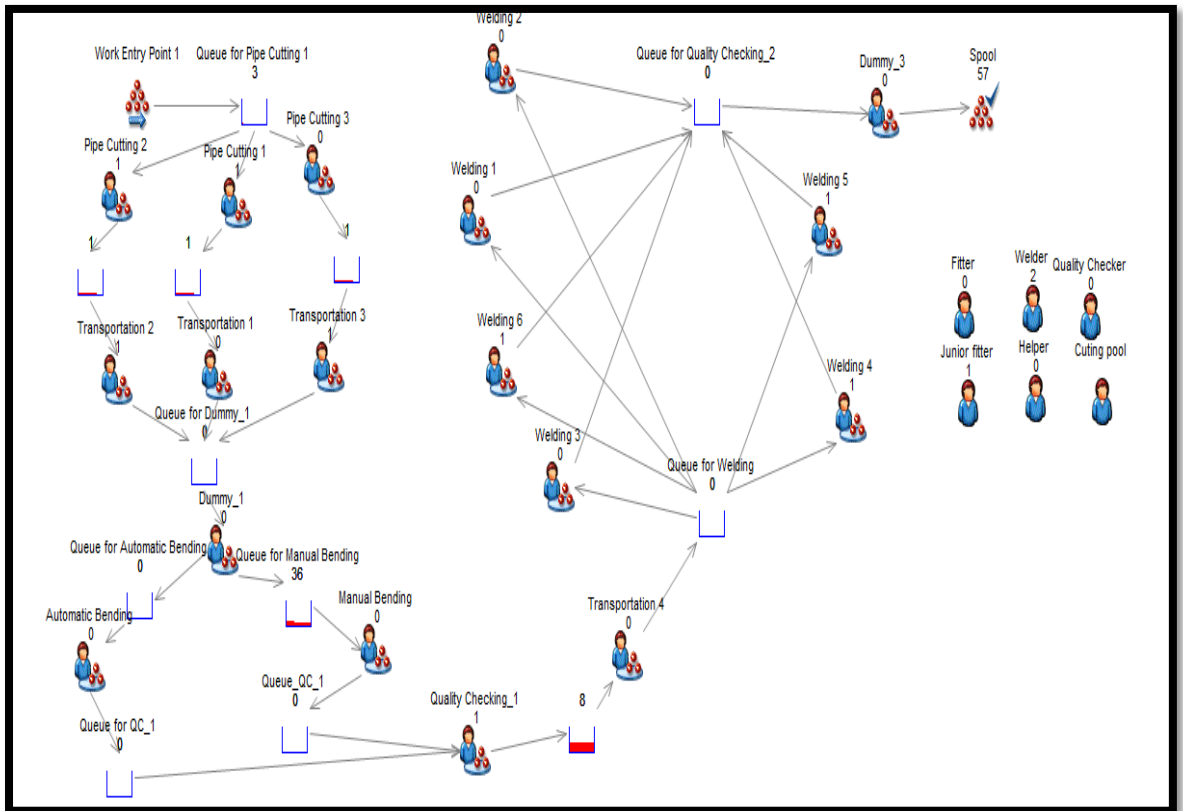 Welding 2
0
Work Entry Point 1
Queue for Pipe Cutting 1
3
Queue for Quality Checking_2
0
Dummy_3
0
Spool
57
Pipe Cutting 3
0
Pipe Cutting 2
1
Pipe Cutting 1
1
Welding 1
0
Welding 5
1
1
1
1
Fitter
0
Welder
2
Quality Checker
0
Transportation 2
1
Transportation 1
0
Transportation 3
1
Welding 6
1
Junior fitter
1
Helper
0
Cuting pool
Welding 4
1
Queue for Dummy_1
0
Welding 3
0
Queue for Welding
0
Dummy_1
0
Queue for Automatic Bending
0
Queue for Manual Bending
36
Manual Bending
0
Transportation 4
0
Automatic Bending
0
Queue_QC_1
0
Quality Checking_1
1
8
Queue for QC_1
0